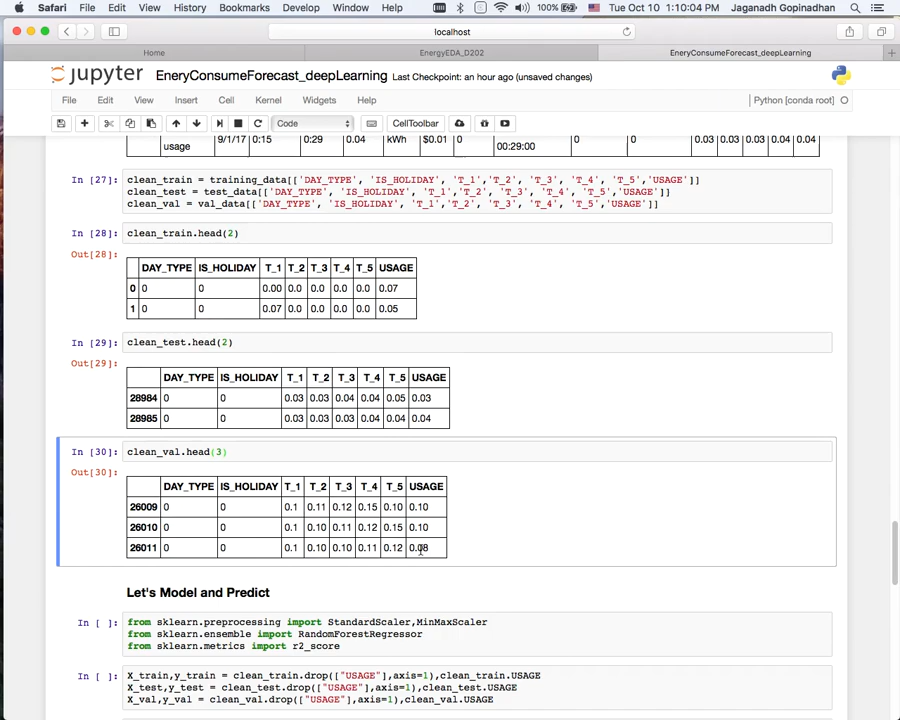 Safari File Edit View History Bookmarks Develop Window Help 100% Tue Oct 10 1:10:04 PM Jaganadh Gopinadhan
localhost
Home EnergyEDA_D202 EneryConsumeForecast_deepLearning
jupyter EneryConsumeForecast_deepLearning Last Checkpoint: an hour ago (unsaved changes)
File Edit View Insert Cell Kernel Widgets Help Python [conda root]
Code CellToolbar
usage 9/1/17 0:15 0:29 0.04 kWh $0.01 0 00:29:00 0 0 0.03 0.03 0.04 0.04
In [27]: clean_train = training_data[['DAY_TYPE', 'IS_HOLIDAY', 'T_1','T_2', 'T_3', 'T_4', 'T_5','USAGE']]
clean_test = test_data[['DAY_TYPE', 'IS_HOLIDAY', 'T_1','T_2', 'T_3', 'T_4', 'T_5','USAGE']]
clean_val = val_data[['DAY_TYPE', 'IS_HOLIDAY', 'T_1','T_2', 'T_3', 'T_4', 'T_5','USAGE']]
In [28]: clean_train.head(2)
Out[28]:
DAY_TYPE IS_HOLIDAY T_1 T_2 T_3 T_4 T_5 USAGE
0 0 0 0.00 0.0 0.0 0.0 0.0 0.07
1 0 0 0.07 0.0 0.0 0.0 0.0 0.05
In [29]: clean_test.head(2)
Out[29]:
DAY_TYPE IS_HOLIDAY T_1 T_2 T_3 T_4 T_5 USAGE
28984 0 0 0.03 0.03 0.04 0.04 0.05 0.03
28985 0 0 0.03 0.03 0.03 0.04 0.04 0.04
In [30]: clean_val.head(3)
Out[30]:
DAY_TYPE IS_HOLIDAY T_1 T_2 T_3 T_4 T_5 USAGE
26009 0 0 0.1 0.11 0.12 0.15 0.10 0.10
26010 0 0 0.1 0.10 0.11 0.12 0.15 0.10
26011 0 0 0.1 0.10 0.10 0.11 0.12 0.08
Let's Model and Predict
In [ ]: from sklearn.preprocessing import StandardScaler,MinMaxScaler
from sklearn.ensemble import RandomForestRegressor
from sklearn.metrics import r2_score
In [ ]: X_train,y_train = clean_train.drop(["USAGE"],axis=1),clean_train.USAGE
X_test,y_test = clean_test.drop(["USAGE"],axis=1),clean_test.USAGE
X_val,y_val = clean_val.drop(["USAGE"],axis=1),clean_val.USAGE